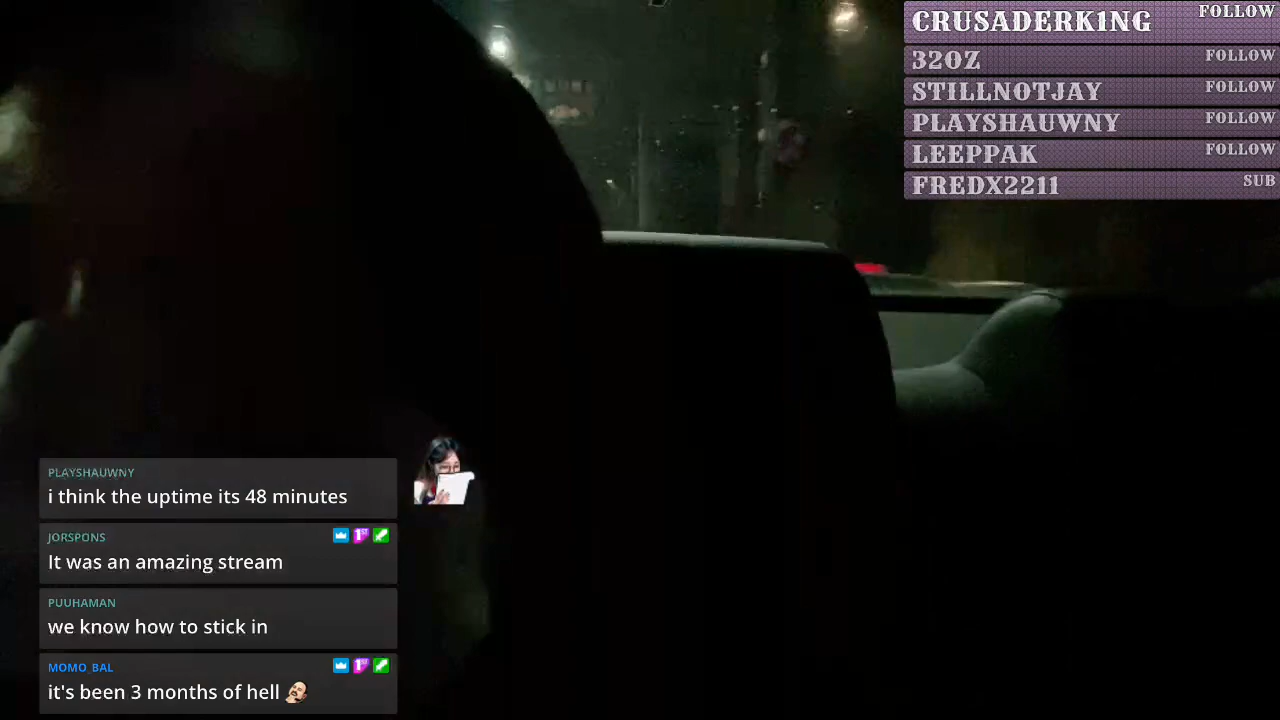 CRUSADERK1NG FOLLOW
32OZ FOLLOW
STILLNOTJAY FOLLOW
PLAYSHAUWNY FOLLOW
LEEPPAK FOLLOW
FREDX2211 SUB
PLAYSHAUWNY
i think the uptime its 48 minutes
JORSPONS
It was an amazing stream
PUUHAMAN
we know how to stick in
MOMO_BAL
it's been 3 months of hell